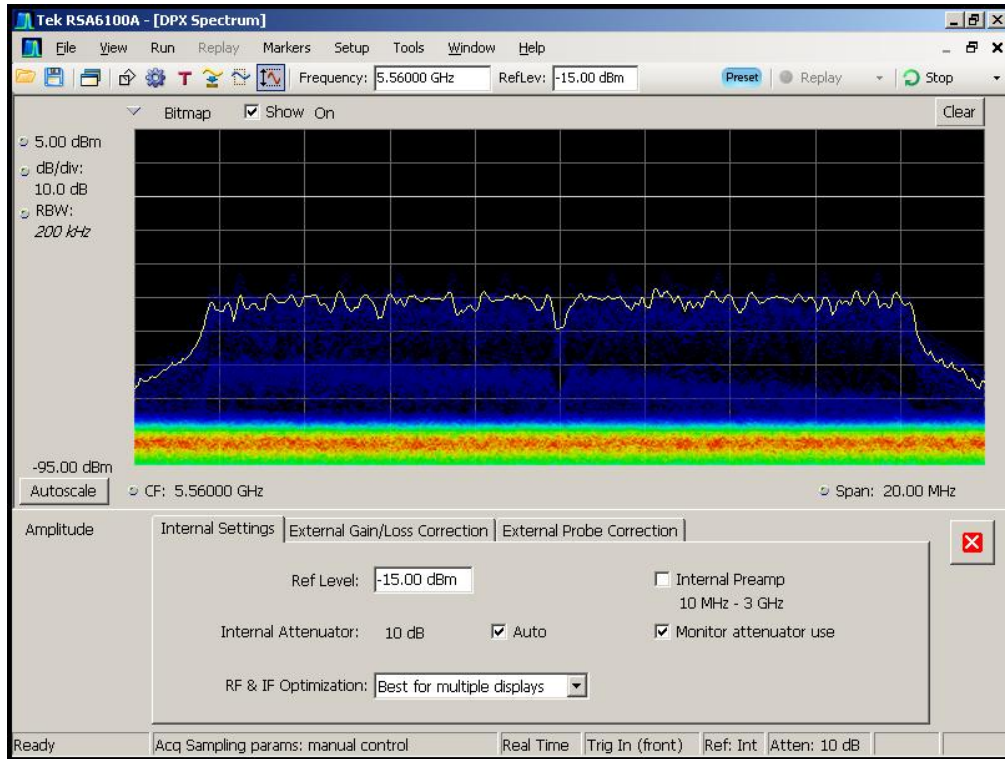 Tek RSA6100A - [DPX Spectrum]
File View Run Replay Markers Setup Tools Window Help
T Frequency: 5.56000 GHz RefLev: -15.00 dBm Preset Replay Stop
Bitmap Show On Clear
5.00 dBm
dB/div:
10.0 dB
RBW:
200 kHz
-95.00 dBm
Autoscale CF: 5.56000 GHz Span: 20.00 MHz
Amplitude Internal Settings External Gain/Loss Correction External Probe Correction
Ref Level: -15.00 dBm Internal Preamp
10 MHz - 3 GHz
Internal Attenuator: 10 dB Auto Monitor attenuator use
RF & IF Optimization: Best for multiple displays
Ready Acq Sampling params: manual control Real Time Trig In (front) Ref: Int Atten: 10 dB